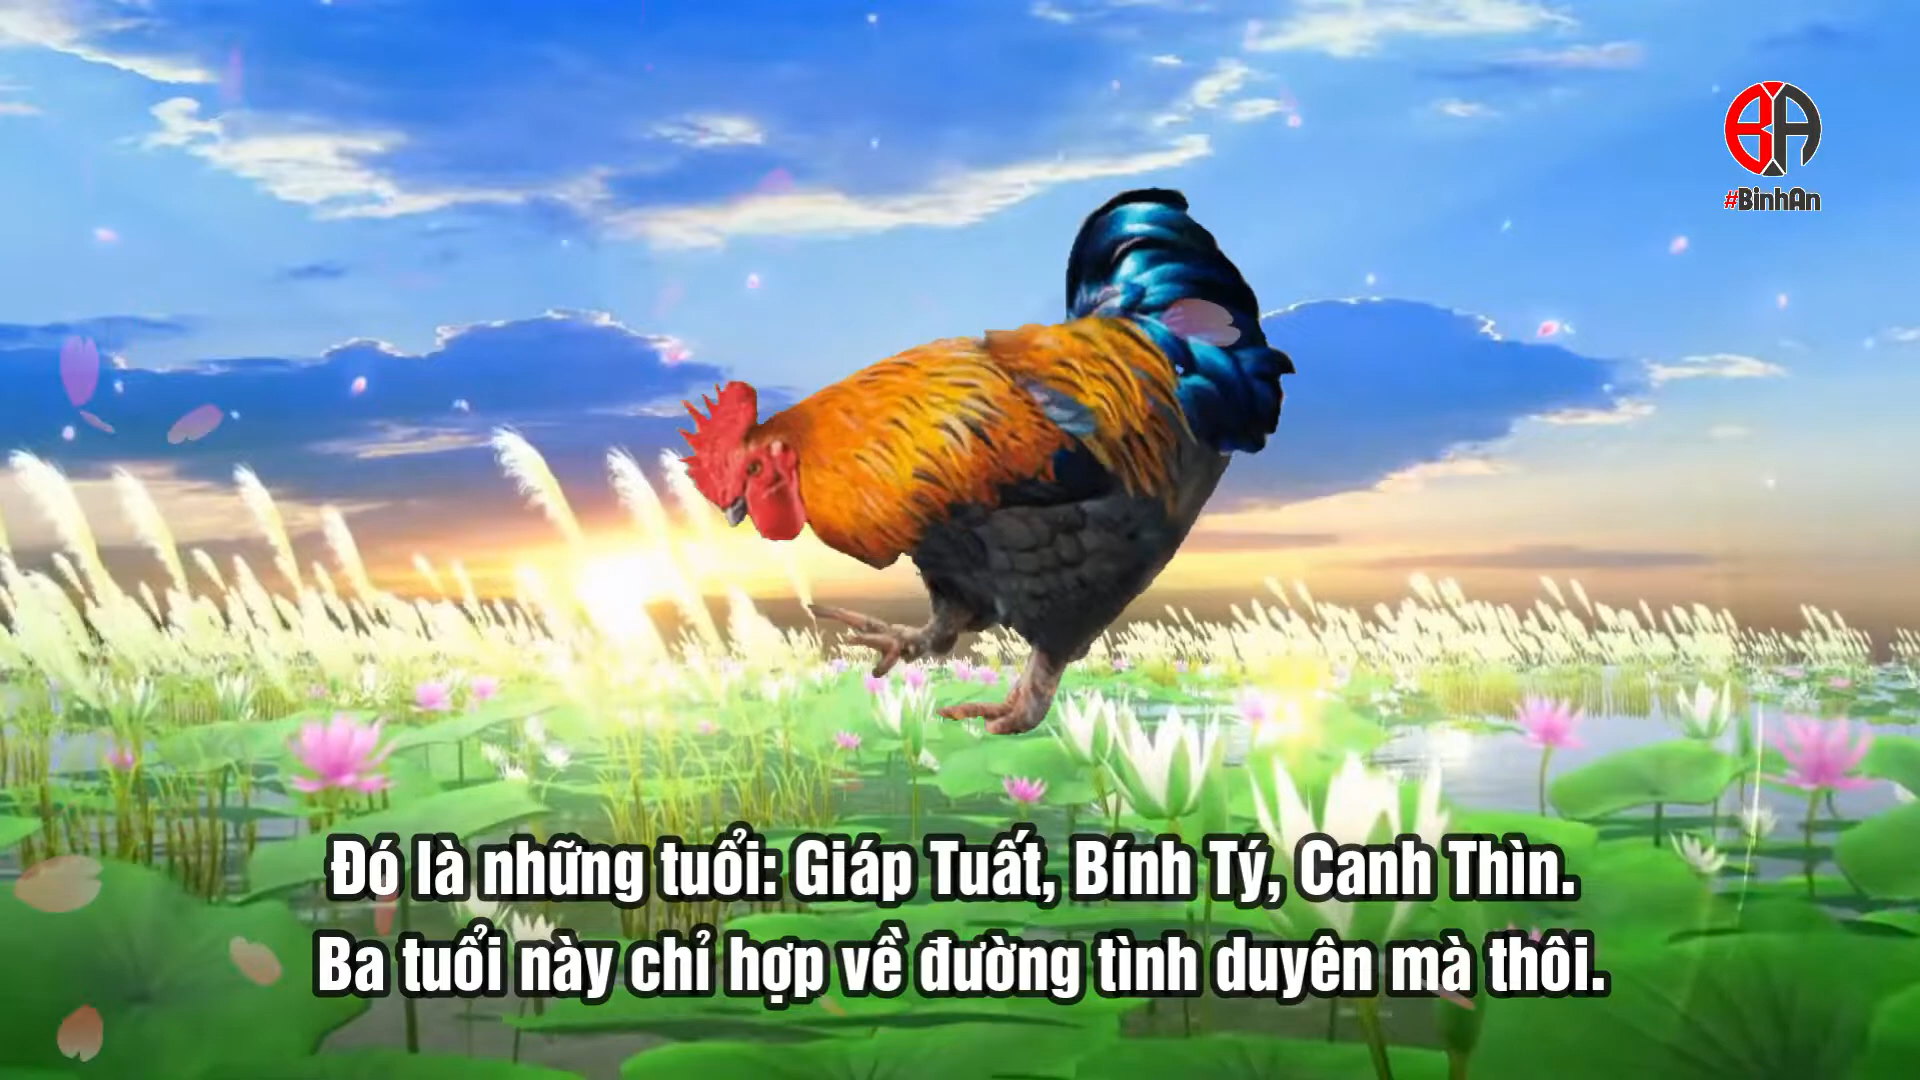 #BinhAn
Đó là những tuổi: Giáp Tuất, Bính Tý, Canh Thìn.
Ba tuổi này chỉ hợp về đường tình duyên mà thôi.